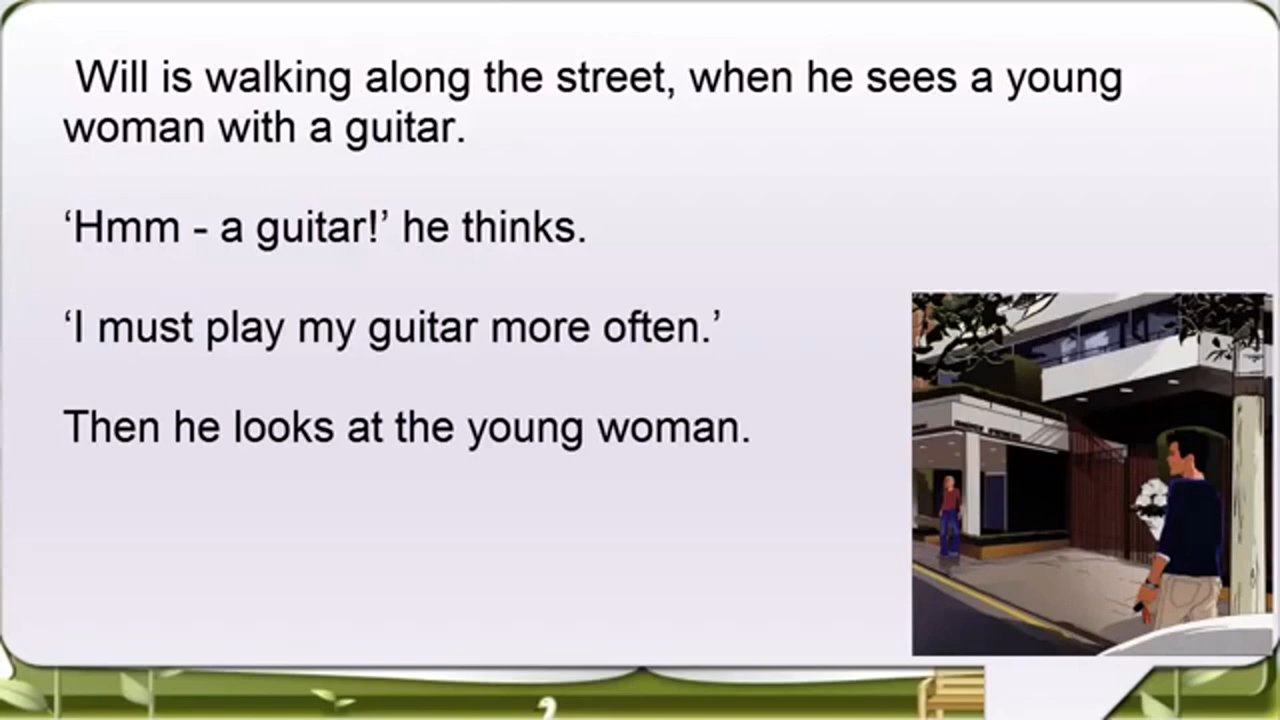 Will is walking along the street, when he sees a young
woman with a guitar.
‘Hmm - a guitar!’ he thinks.
‘I must play my guitar more often.’
Then he looks at the young woman.